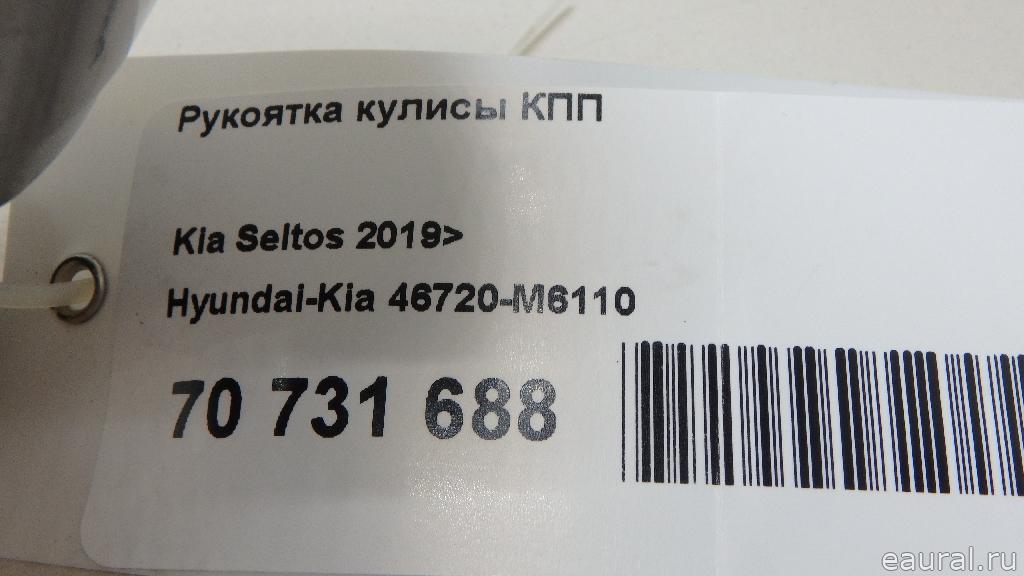 Рукоятка кулисы КПП
Kia Seltos 2019>
Hyundai-Kia 46720-M6110
70 731 688
eaural.ru